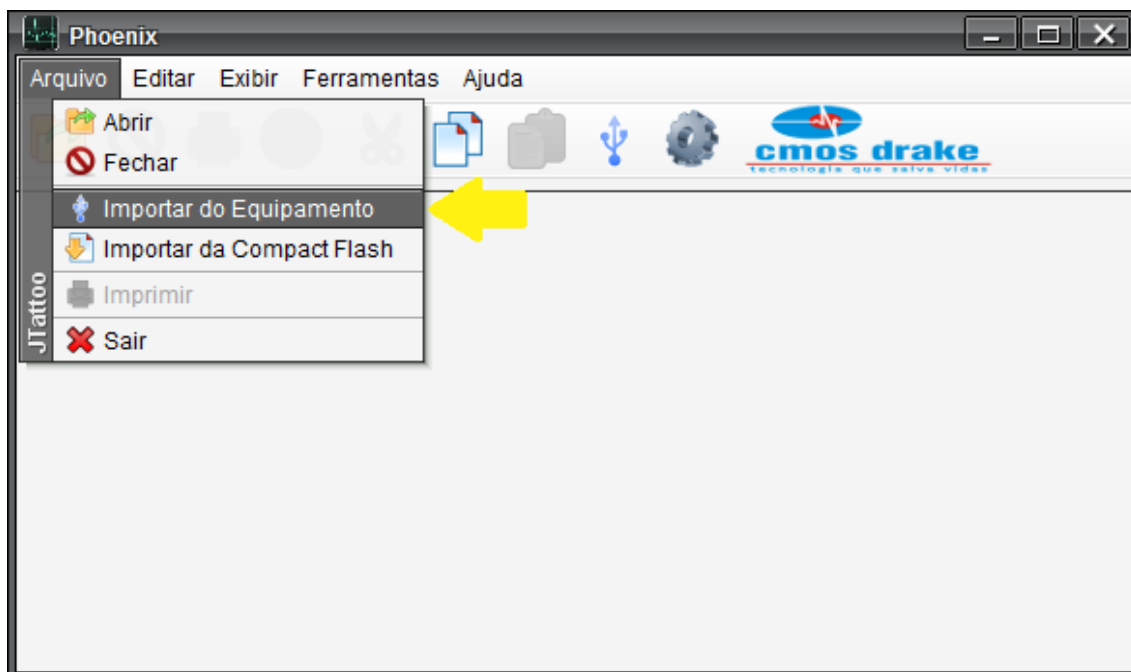 Phoenix
Arquivo Editar Exibir Ferramentas Ajuda
Abrir
Fechar
Importar do Equipamento
Importar da Compact Flash
Imprimir
Sair
JTattoo
cmos drake
tecnologia que salva vidas